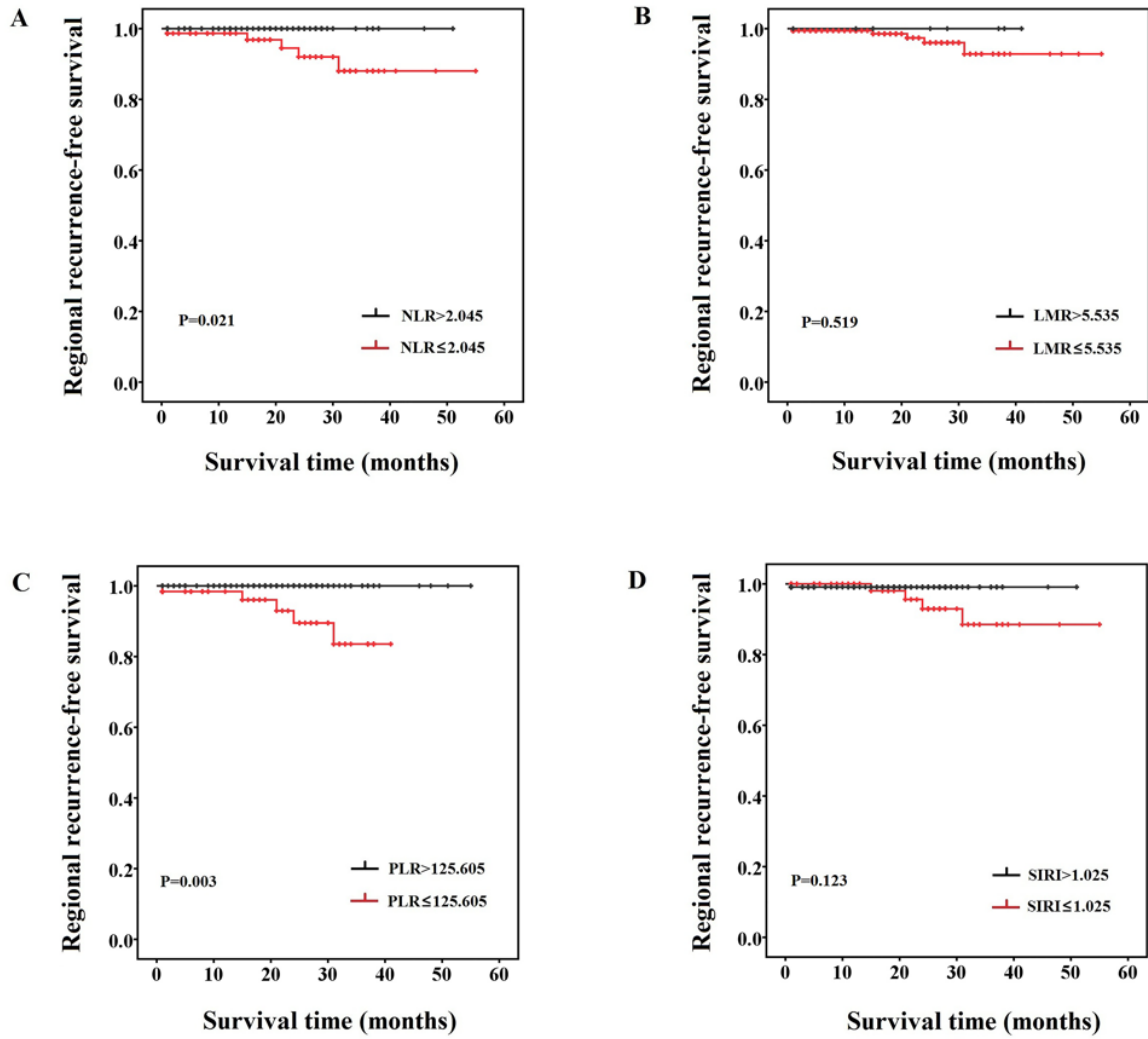 A
Regional recurrence-free survival
1.0
0.8
0.6
0.4
0.2
0.0
P=0.021
NLR>2.045
NLR≤2.045
0 10 20 30 40 50 60
Survival time (months)
B
Regional recurrence-free survival
1.0
0.8
0.6
0.4
0.2
0.0
P=0.519
LMR>5.535
LMR≤5.535
0 10 20 30 40 50 60
Survival time (months)
C
Regional recurrence-free survival
1.0
0.8
0.6
0.4
0.2
0.0
P=0.003
PLR>125.605
PLR≤125.605
0 10 20 30 40 50 60
Survival time (months)
D
Regional recurrence-free survival
1.0
0.8
0.6
0.4
0.2
0.0
P=0.123
SIRI>1.025
SIRI≤1.025
0 10 20 30 40 50 60
Survival time (months)